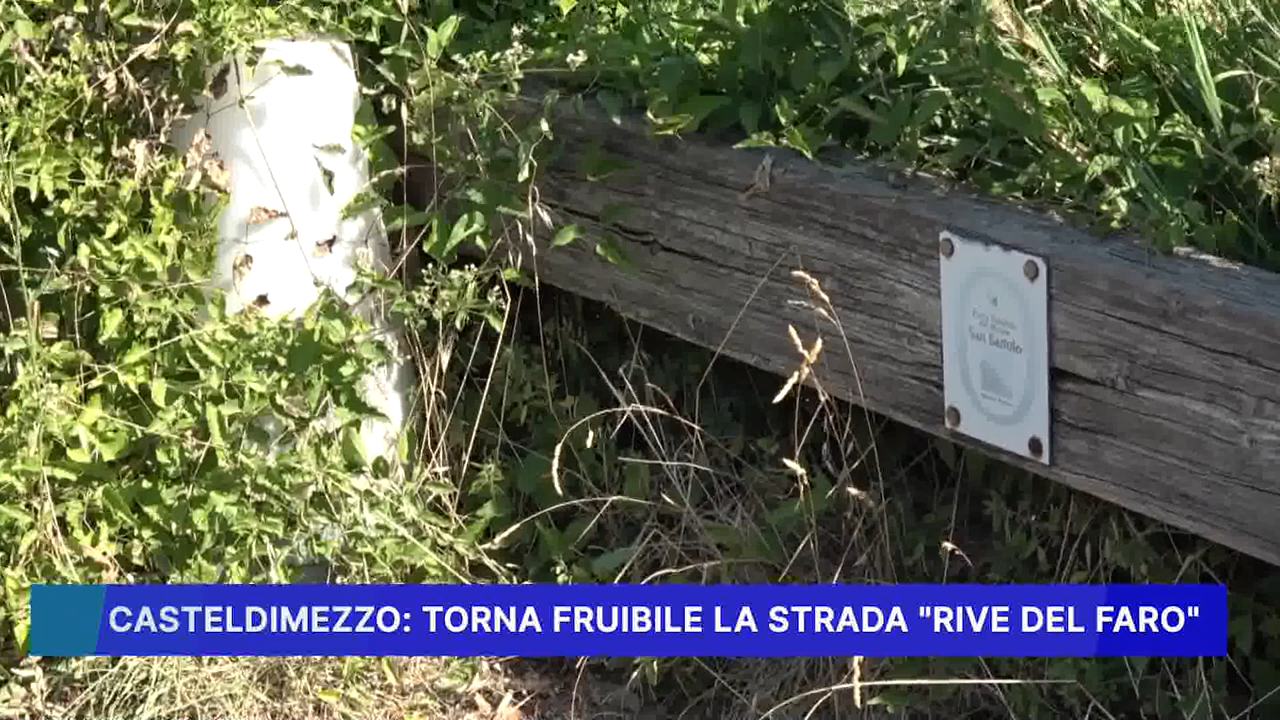 San Bartolo
CASTELDIMEZZO: TORNA FRUIBILE LA STRADA "RIVE DEL FARO"